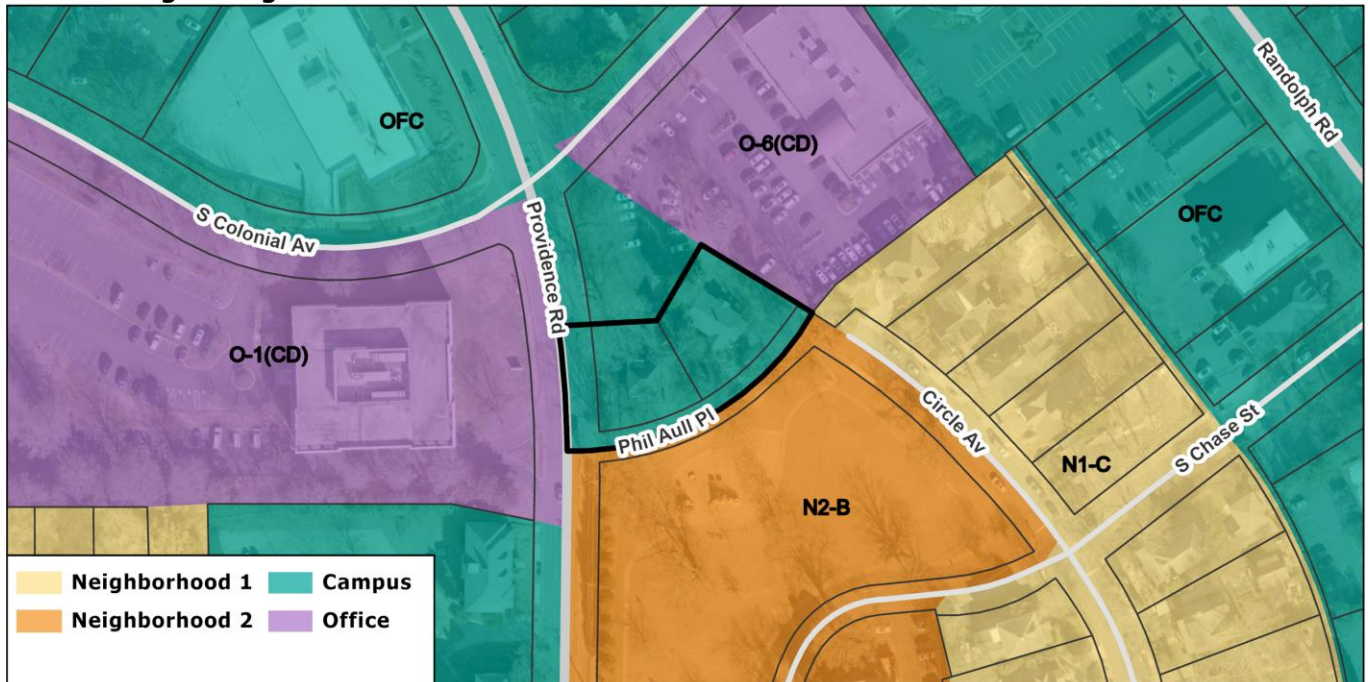 Randolph Rd
OFC
O-6(CD)
S Colonial Av
Providence Rd
OFC
O-1(CD)
Circle Av
Phil Aull Pl
S Chase St
N1-C
N2-B
Neighborhood 1
Campus
Neighborhood 2
Office